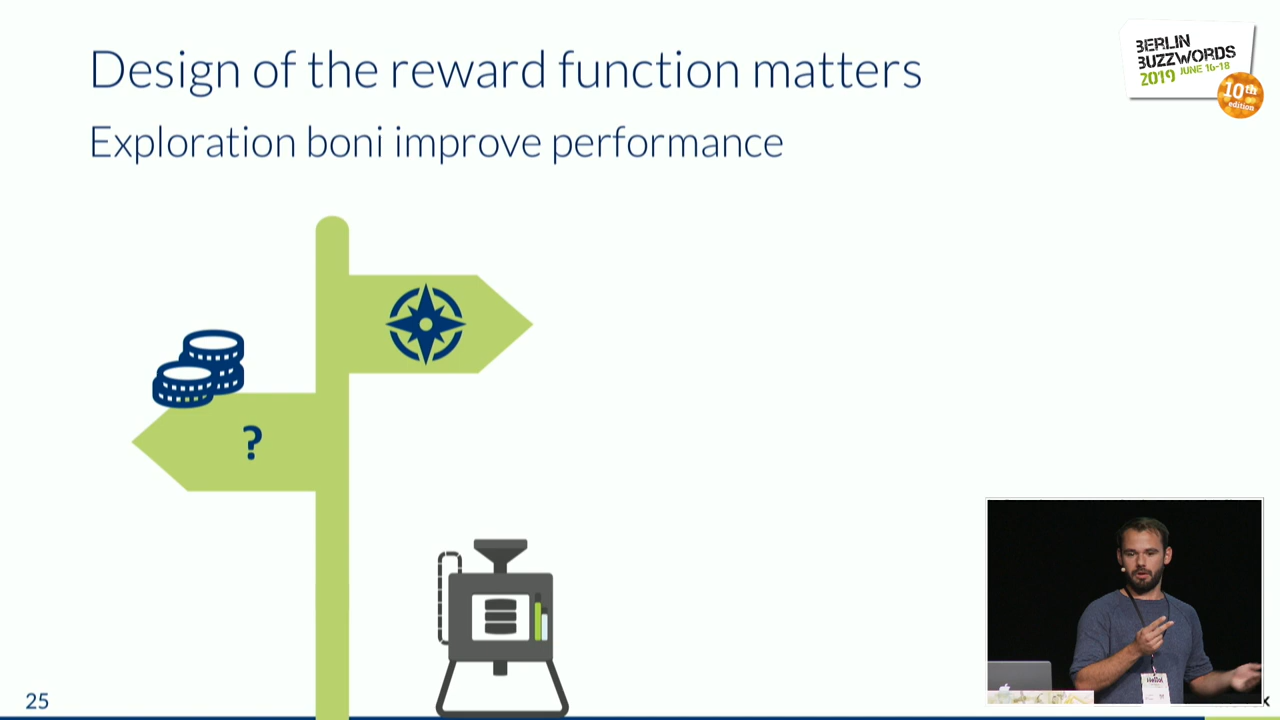 Design of the reward function matters
Exploration boni improve performance
BERLIN
BUZZWORDS
2019 JUNE 16-18
10th
edition
?
25
x